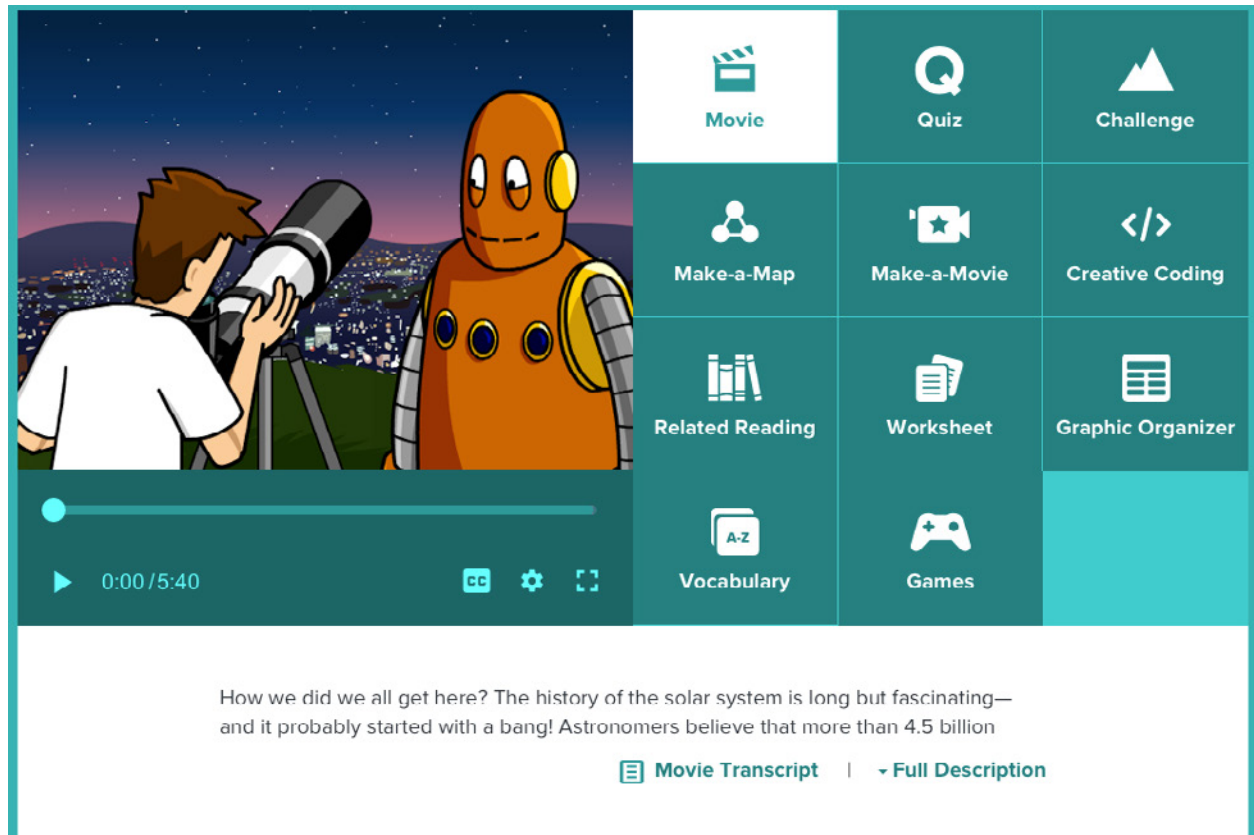 Movie
Quiz
Challenge
Make-a-Map
Make-a-Movie
Creative Coding
</>
Related Reading
Worksheet
Graphic Organizer
A-Z
Vocabulary
Games
0:00/5:40
CC
How we did we all get here? The history of the solar system is long but fascinating—
and it probably started with a bang! Astronomers believe that more than 4.5 billion
Movie Transcript | Full Description